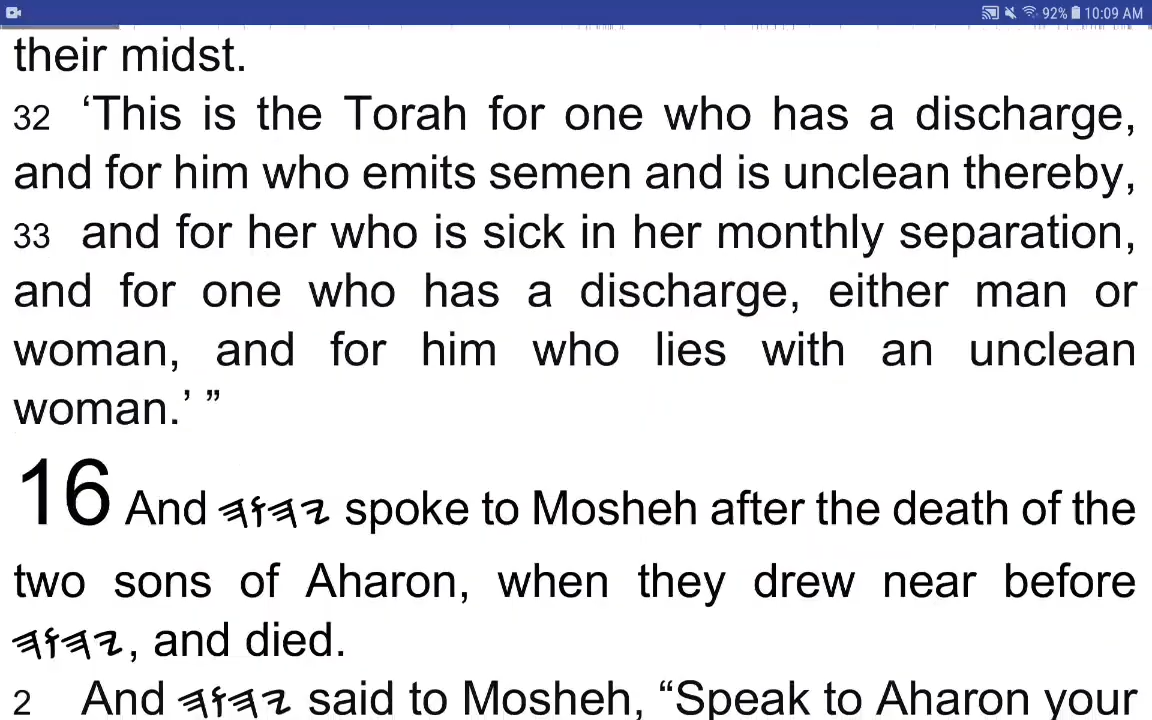 92% 10:09 AM
their midst.
32 ‘This is the Torah for one who has a discharge,
and for him who emits semen and is unclean thereby,
33 and for her who is sick in her monthly separation,
and for one who has a discharge, either man or
woman, and for him who lies with an unclean
woman.’ ”
16 And 𐤉𐤄𐤅𐤄 spoke to Mosheh after the death of the
two sons of Aharon, when they drew near before
𐤉𐤄𐤅𐤄, and died.
2 And 𐤉𐤄𐤅𐤄 said to Mosheh, “Speak to Aharon your